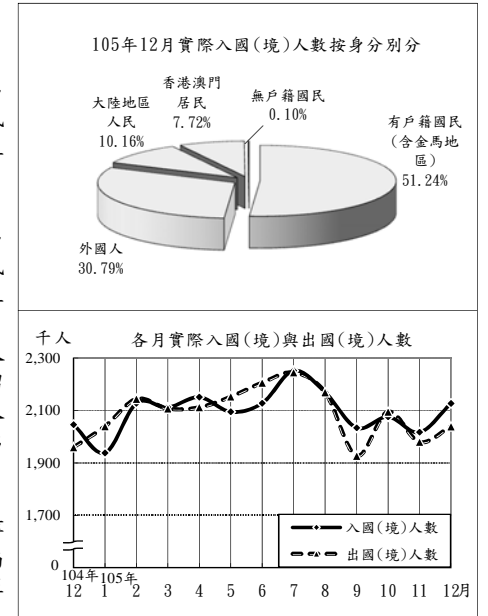 105年12月實際入國(境)人數按身分別分
香港澳門
居民
7.72%
無戶籍國民
0.10%
大陸地區
人民
10.16%
有戶籍國民
(含金馬地
區)
51.24%
外國人
30.79%
千人
各月實際入國(境)與出國(境)人數
2,300
2,100
1,900
1,700
0
入國(境)人數
出國(境)人數
104年 105年
12 1 2 3 4 5 6 7 8 9 10 11 12月